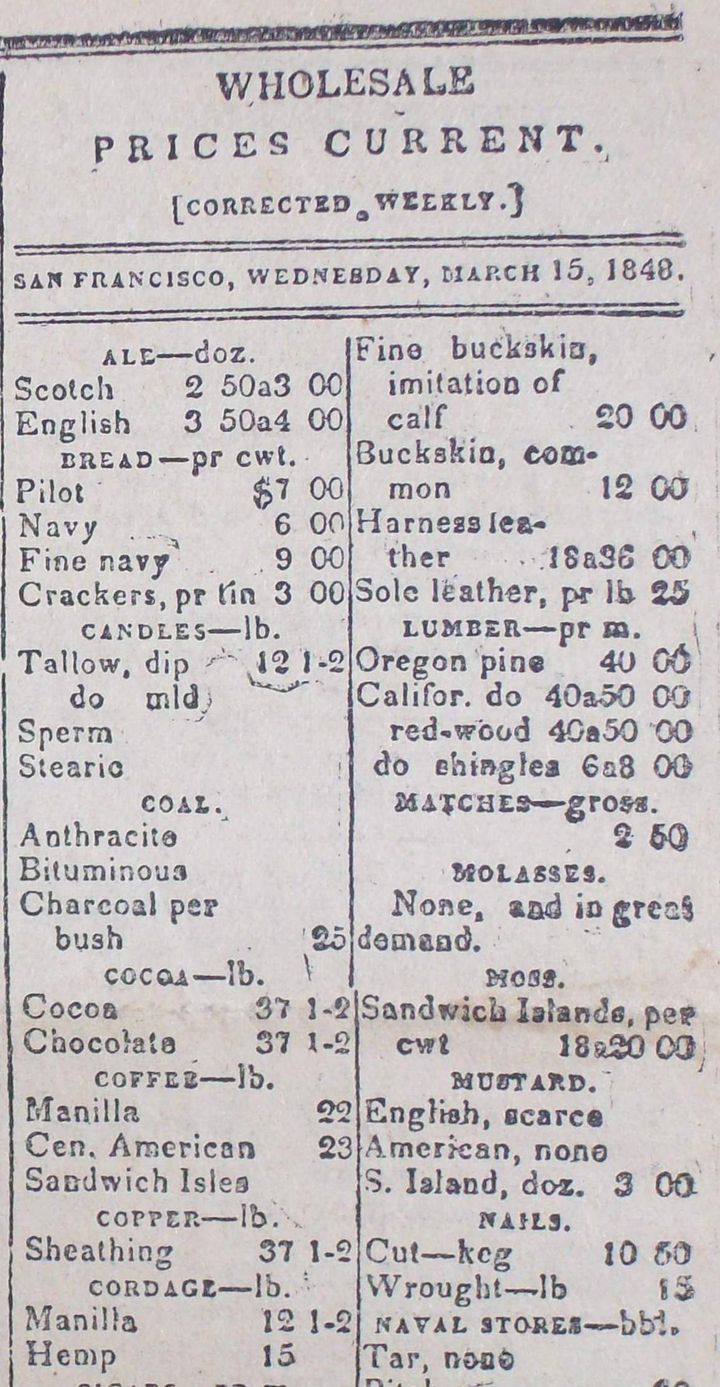 WHOLESALE
PRICES CURRENT.
[CORRECTED WEEKLY.]
SAN FRANCISCO, WEDNESDAY, MARCH 15, 1848.
ALE—doz.
Scotch 2 50a3 00
English 3 50a4 00
BREAD—pr cwt.
Pilot $7 00
Navy 6 00
Fine navy 9 00
Crackers, pr tin 3 00
CANDLES—lb.
Tallow, dip 12 1-2
do mld
Sperm
Stearic
COAL.
Anthracite
Bituminous
Charcoal per
bush 25
COCOA—lb.
Cocoa 37 1-2
Chocolate 37 1-2
COFFEE—lb.
Manilla 22
Cen. American 23
Sandwich Isles
COPPER—lb.
Sheathing 37 1-2
CORDAGE—lb.
Manilla 12 1-2
Hemp 15
Fine buckskin,
imitation of
calf 20 00
Buckskin, com-
mon 12 00
Harness lea-
ther 18a36 00
Sole leather, pr lb 25
LUMBER—pr m.
Oregon pine 40 00
Califor. do 40a50 00
red-wood 40a50 00
do shingles 6a8 00
MATCHES—gross.
2 50
MOLASSES.
None, and in great
demand.
MOSS.
Sandwich Islands, per
cwt 18a20 00
MUSTARD.
English, scarce
American, none
S. Island, doz. 3 00
NAILS.
Cut—keg 10 50
Wrought—lb 15
NAVAL STORES—bbl.
Tar, none